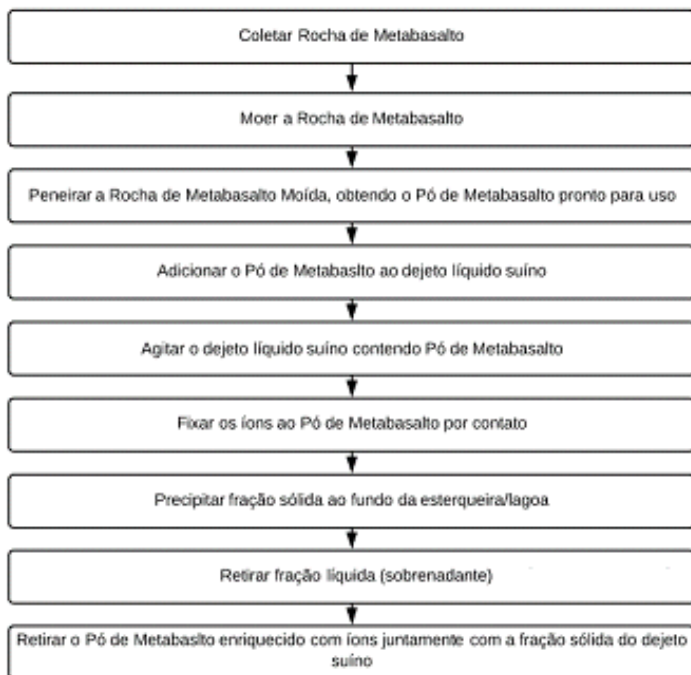 Coletar Rocha de Metabasalto
Moer a Rocha de Metabasalto
Peneirar a Rocha de Metabasalto Moída, obtendo o Pó de Metabasalto pronto para uso
Adicionar o Pó de Metabaslto ao dejeto líquido suíno
Agitar o dejeto líquido suíno contendo Pó de Metabasalto
Fixar os íons ao Pó de Metabasalto por contato
Precipitar fração sólida ao fundo da esterqueira/lagoa
Retirar fração líquida (sobrenadante)
Retirar o Pó de Metabaslto enriquecido com íons juntamente com a fração sólida do dejeto
suíno